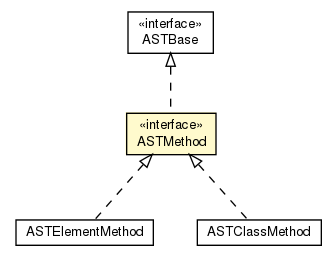 «interface»
ASTBase
«interface»
ASTMethod
ASTElementMethod
ASTClassMethod